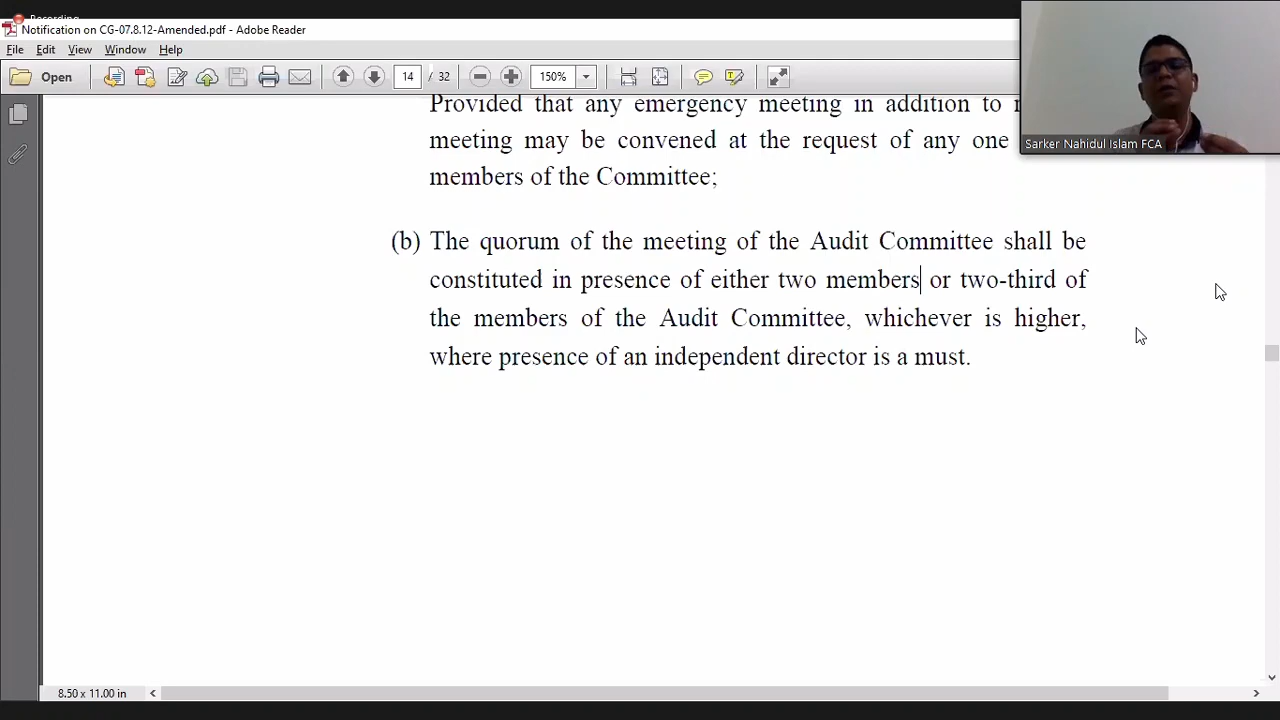 Recording
Notification on CG-07.8.12-Amended.pdf - Adobe Reader
File Edit View Window Help
Open 14 / 32 150%
Sarker Nahidul Islam FCA
Provided that any emergency meeting in addition to
meeting may be convened at the request of any one
members of the Committee;
(b) The quorum of the meeting of the Audit Committee shall be
constituted in presence of either two members or two-third of
the members of the Audit Committee, whichever is higher,
where presence of an independent director is a must.
8.50 x 11.00 in